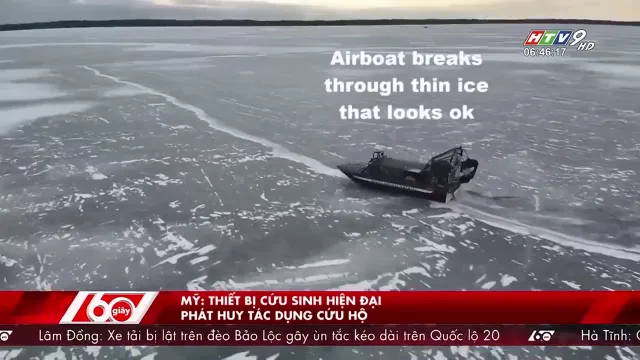 HTV9 HD
06:46:17
Airboat breaks
through thin ice
that looks ok
60 giây
MỸ: THIẾT BỊ CỨU SINH HIỆN ĐẠI
PHÁT HUY TÁC DỤNG CỨU HỘ
Lâm Đồng: Xe tải bị lật trên đèo Bảo Lộc gây ùn tắc kéo dài trên Quốc lộ 20 60 Hà Tĩnh: